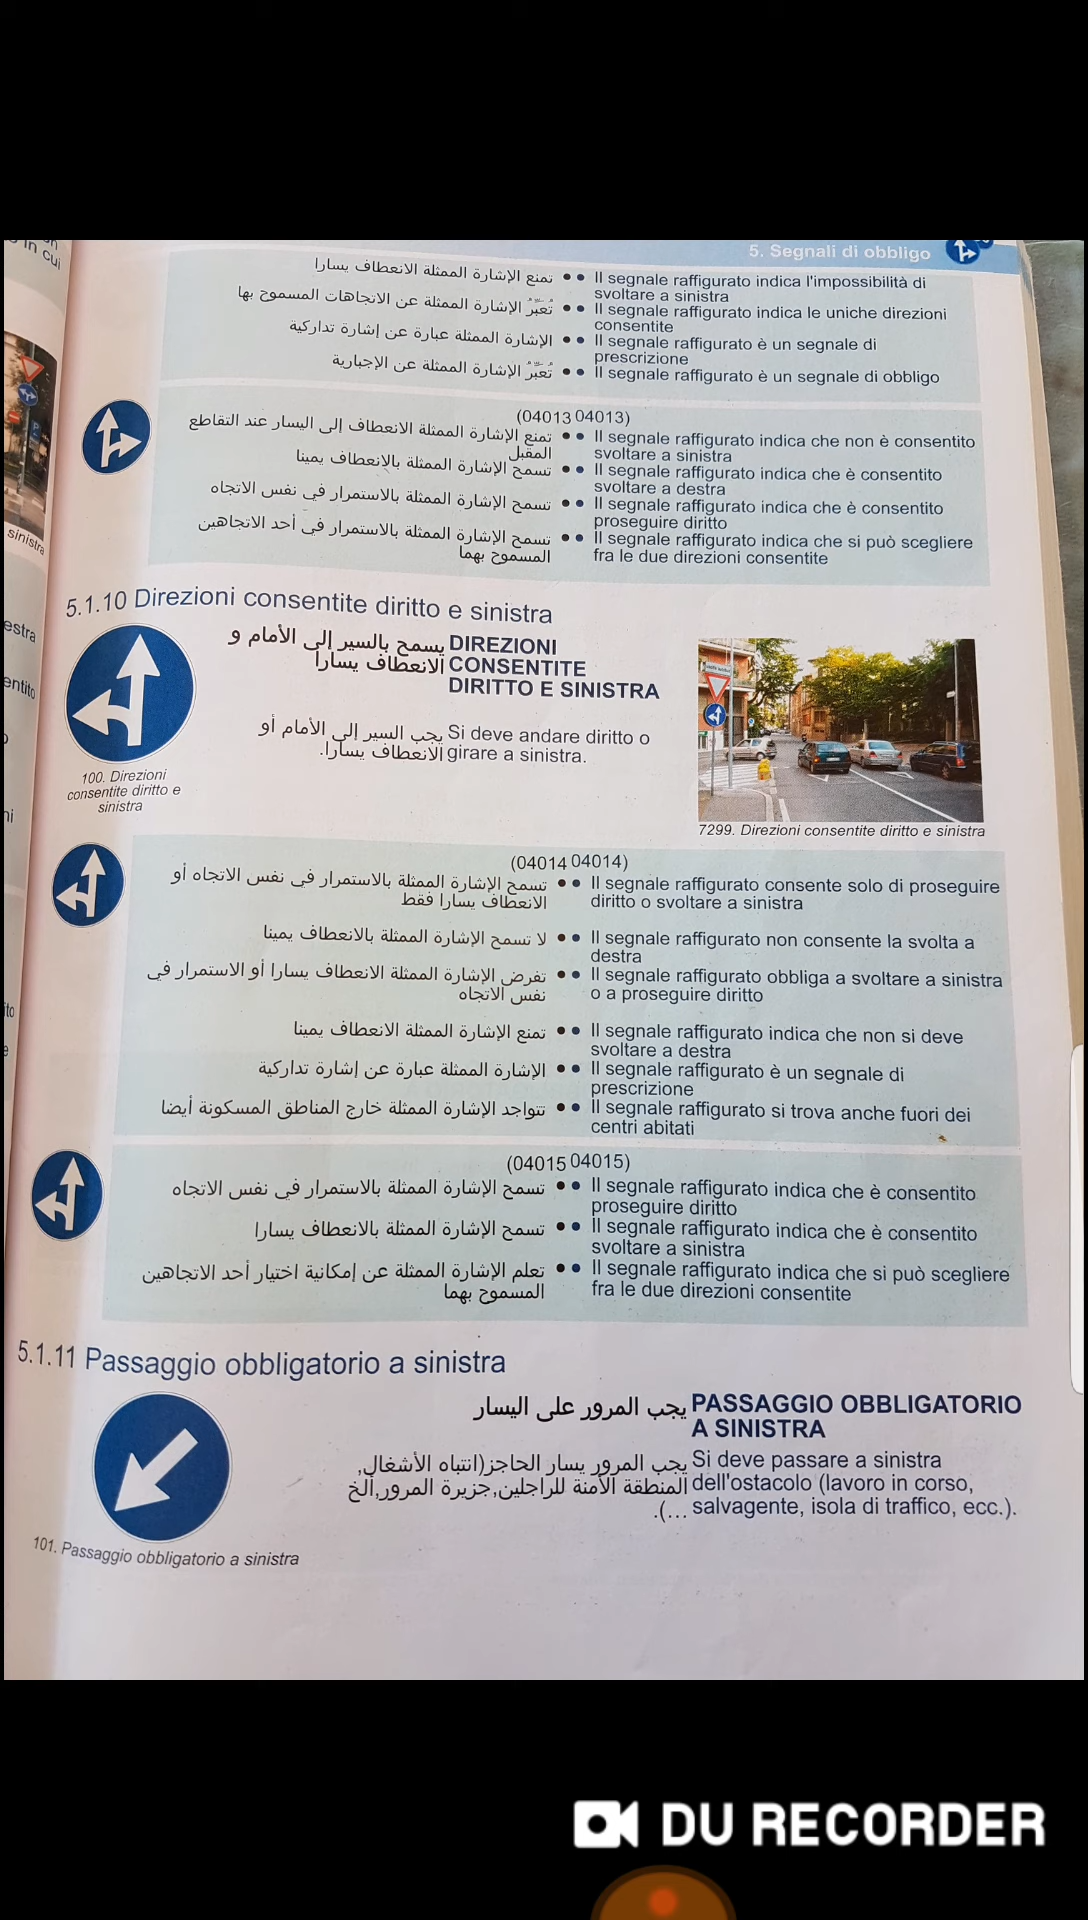 in cui
sinistra
estra
entito
5. Segnali di obbligo
تمنع الإشارة الممثلة الانعطاف يسارا
Il segnale raffigurato indica l'impossibilità di
svoltare a sinistra
تُعبِّرُ الإشارة الممثلة عن الاتجاهات المسموح بها
Il segnale raffigurato indica le uniche direzioni
consentite
الإشارة الممثلة عبارة عن إشارة تداركية
Il segnale raffigurato è un segnale di
prescrizione
تُعبِّرُ الإشارة الممثلة عن الإجبارية
Il segnale raffigurato è un segnale di obbligo
(04013 04013)
تمنع الإشارة الممثلة الانعطاف إلى اليسار عند التقاطع
المقبل
Il segnale raffigurato indica che non è consentito
svoltare a sinistra
تسمح الإشارة الممثلة بالانعطاف يمينا
Il segnale raffigurato indica che è consentito
svoltare a destra
تسمح الإشارة الممثلة بالاستمرار في نفس الاتجاه
Il segnale raffigurato indica che è consentito
proseguire diritto
تسمح الإشارة الممثلة بالاستمرار في أحد الاتجاهين
المسموح بهما
Il segnale raffigurato indica che si può scegliere
fra le due direzioni consentite
5.1.10 Direzioni consentite diritto e sinistra
يسمح بالسير إلى الأمام و
الانعطاف يسارا
DIREZIONI
CONSENTITE
DIRITTO E SINISTRA
يجب السير إلى الأمام أو
الانعطاف يسارا.
Si deve andare diritto o
girare a sinistra.
100. Direzioni
consentite diritto e
sinistra
7299. Direzioni consentite diritto e sinistra
(04014 04014)
تسمح الإشارة الممثلة بالاستمرار في نفس الاتجاه أو
الانعطاف يسارا فقط
Il segnale raffigurato consente solo di proseguire
diritto o svoltare a sinistra
لا تسمح الإشارة الممثلة بالانعطاف يمينا
Il segnale raffigurato non consente la svolta a
destra
تفرض الإشارة الممثلة الانعطاف يسارا أو الاستمرار في
نفس الاتجاه
Il segnale raffigurato obbliga a svoltare a sinistra
o a proseguire diritto
تمنع الإشارة الممثلة الانعطاف يمينا
Il segnale raffigurato indica che non si deve
svoltare a destra
الإشارة الممثلة عبارة عن إشارة تداركية
Il segnale raffigurato è un segnale di
prescrizione
تتواجد الإشارة الممثلة خارج المناطق المسكونة أيضا
Il segnale raffigurato si trova anche fuori dei
centri abitati
(04015 04015)
تسمح الإشارة الممثلة بالاستمرار في نفس الاتجاه
Il segnale raffigurato indica che è consentito
proseguire diritto
تسمح الإشارة الممثلة بالانعطاف يسارا
Il segnale raffigurato indica che è consentito
svoltare a sinistra
تعلم الإشارة الممثلة عن إمكانية اختيار أحد الاتجاهين
المسموح بهما
Il segnale raffigurato indica che si può scegliere
fra le due direzioni consentite
5.1.11 Passaggio obbligatorio a sinistra
يجب المرور على اليسار
PASSAGGIO OBBLIGATORIO
A SINISTRA
يجب المرور يسار الحاجز(انتباه الأشغال,
المنطقة الآمنة للراجلين,جزيرة المرور,ألخ
...).
Si deve passare a sinistra
dell'ostacolo (lavoro in corso,
salvagente, isola di traffico, ecc.).
101. Passaggio obbligatorio a sinistra
DU RECORDER